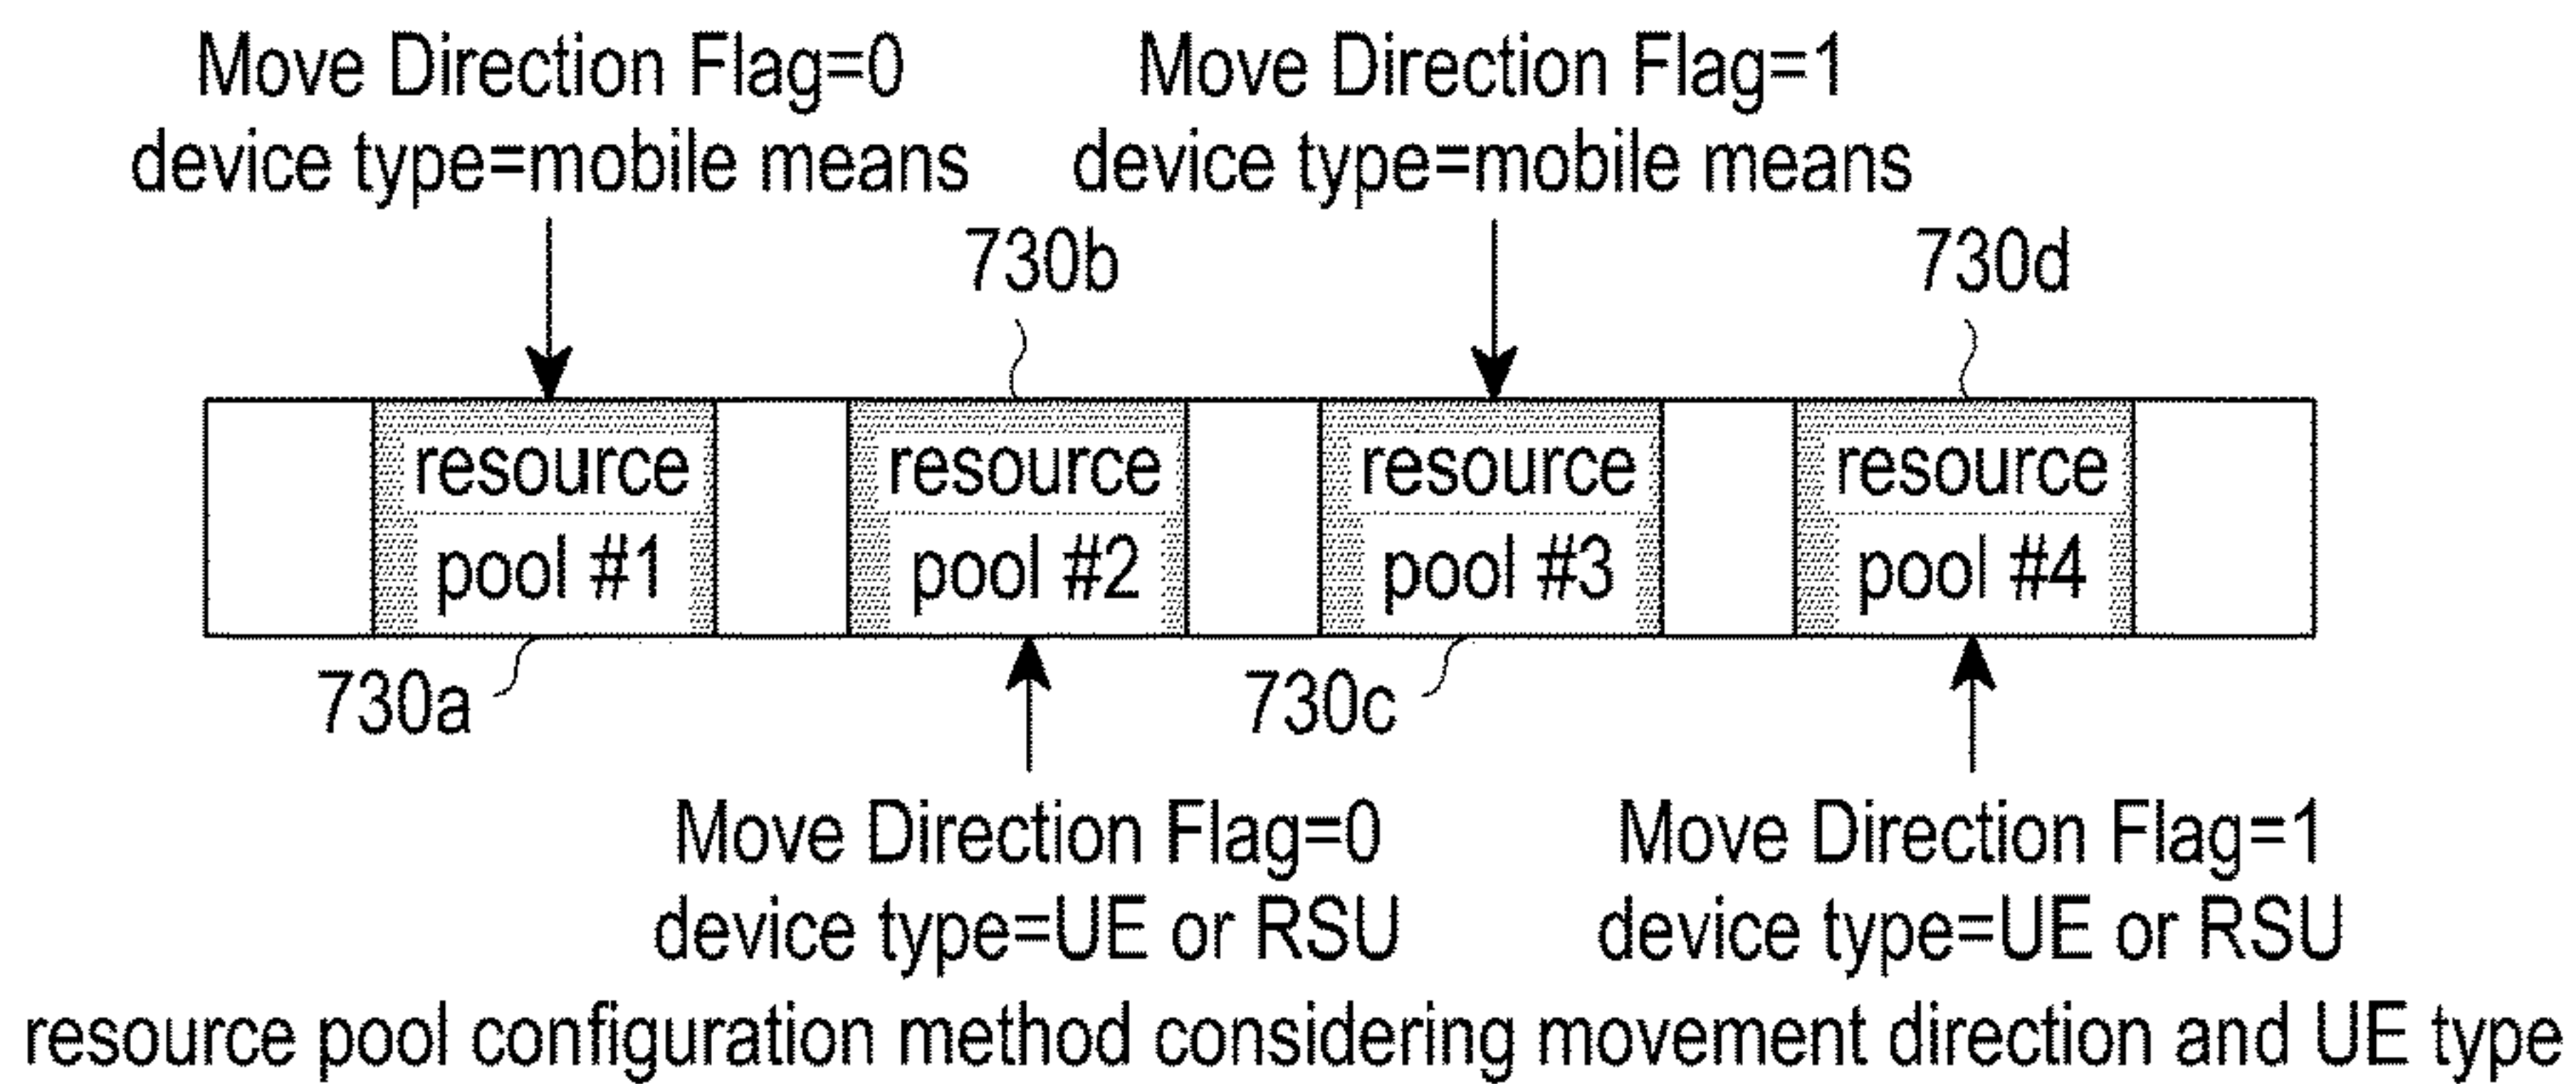 Move Direction Flag=0
device type=mobile means
Move Direction Flag=1
device type=mobile means
730b
730d
resource
pool #1
resource
pool #2
resource
pool #3
resource
pool #4
730a
730c
Move Direction Flag=0
device type=UE or RSU
Move Direction Flag=1
device type=UE or RSU
resource pool configuration method considering movement direction and UE type